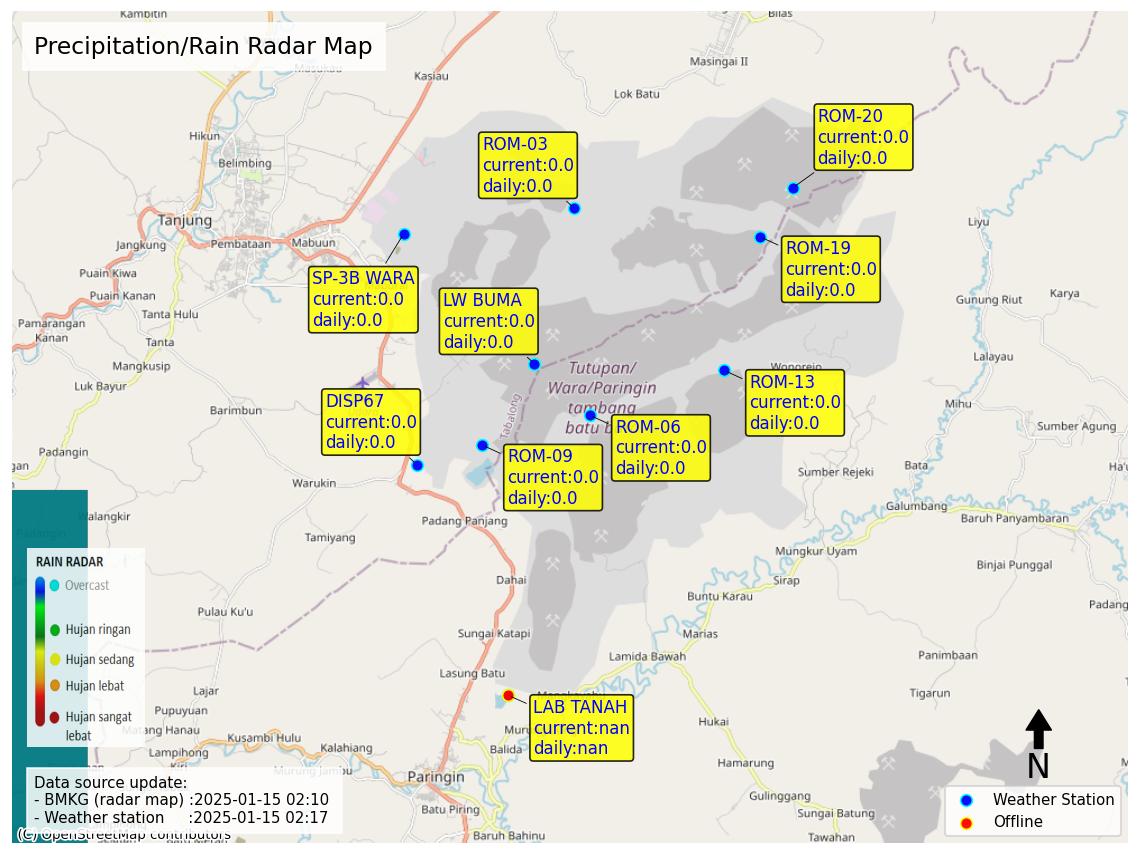 Kambitin
Bilas
Precipitation/Rain Radar Map
Masukau
Kasiau
Masingai II
Lok Batu
Hikun
Belimbing
ROM-03
current:0.0
daily:0.0
ROM-20
current:0.0
daily:0.0
Tanjung
Jangkung
Pembataan
Mabuun
Liyu
ROM-19
current:0.0
daily:0.0
Puain Kiwa
Puain Kanan
SP-3B WARA
current:0.0
daily:0.0
LW BUMA
current:0.0
daily:0.0
Gunung Riut
Karya
Tanta Hulu
Pamarangan
Kanan
Tanta
Mangkusip
Luk Bayur
Lalayau
Wonorejo
Tutupan/
Wara/Paringin
tambang
batu b
ROM-13
current:0.0
daily:0.0
Barimbun
DISP67
current:0.0
daily:0.0
Tabalong
Mihu
ROM-06
current:0.0
daily:0.0
Sumber Agung
Padangin
gan
ROM-09
current:0.0
daily:0.0
Warukin
Sumber Rejeki
Bata
Ha
Galumbang
Baruh Panyambaran
Walangkir
Padangin
Padang Panjang
Tamiyang
Mungkur Uyam
Binjai Punggal
RAIN RADAR
Overcast
Hujan ringan
Hujan sedang
Hujan lebat
Hujan sangat
lebat
Dahai
Sirap
Buntu Karau
Padang
Pulau Ku'u
Sungai Katapi
Marias
Lamida Bawah
Panimbaan
Lasung Batu
Lajar
Tigarun
Pupuyuan
Matang Hanau
LAB TANAH
current:nan
daily:nan
Muru
Hukai
Kusambi Hulu
Lampihong
Kalahiang
Balida
Murung Jambu
Paringin
Hamarung
N
Data source update:
- BMKG (radar map) :2025-01-15 02:10
- Weather station :2025-01-15 02:17
Gulinggang
Batu Piring
Sungai Batung
Weather Station
Offline
(C) OpenStreetMap contributors
Baruh Bahinu
Tawahan